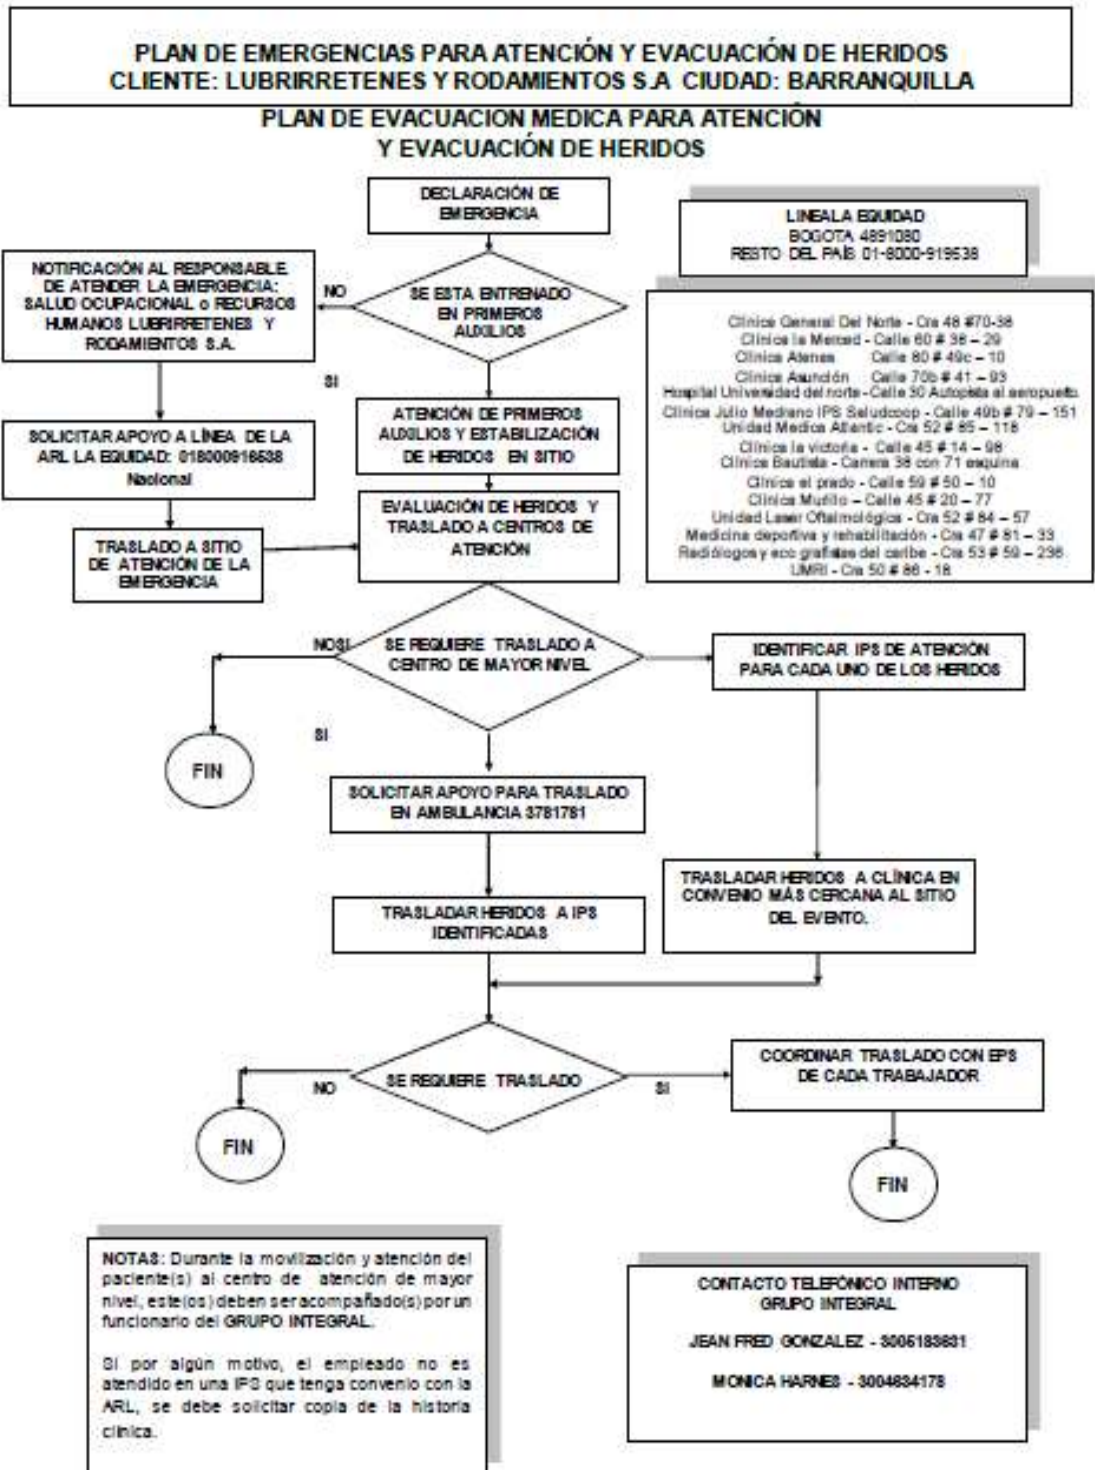 PLAN DE EMERGENCIAS PARA ATENCIÓN Y EVACUACIÓN DE HERIDOS
CLIENTE: LUBRIRRETENES Y RODAMIENTOS S.A CIUDAD: BARRANQUILLA
PLAN DE EVACUACION MEDICA PARA ATENCIÓN
Y EVACUACIÓN DE HERIDOS
DECLARACIÓN DE
EMERGENCIA
LINEA LA EQUIDAD
BOGOTA 4891080
RESTO DEL PAÍS 01-8000-919538
NOTIFICACIÓN AL RESPONSABLE
DE ATENDER LA EMERGENCIA:
SALUD OCUPACIONAL o RECURSOS
HUMANOS LUBRIRRETENES Y
RODAMIENTOS S.A.
NO
SE ESTA ENTRENADO
EN PRIMEROS
AUXILIOS
SI
Clínica General Del Norte - Cra 48 #70-38
Clínica la Merced - Calle 60 # 38 – 29
Clínica Atenas Calle 80 # 49c – 10
Clínica Asunción Calle 70b # 41 – 93
Hospital Universidad del norte - Calle 30 Autopista al aeropuerto
Clínica Julio Medrano IPS Saludcoop - Calle 49b # 79 – 151
Unidad Medica Atlantic - Cra 52 # 85 – 118
Clínica la victoria - Calle 45 # 14 – 98
Clínica Bautista - Carrera 38 con 71 esquina
Clínica el prado - Calle 59 # 50 – 10
Clínica Murillo – Calle 45 # 20 – 77
Unidad Laser Oftalmológica - Cra 52 # 84 – 57
Medicina deportiva y rehabilitación - Cra 47 # 81 – 33
Radiólogos y eco grafistas del caribe - Cra 53 # 59 – 236
UMRI - Cra 50 # 86 - 18
SOLICITAR APOYO A LÍNEA DE LA
ARL LA EQUIDAD: 018000916538
Nacional
ATENCIÓN DE PRIMEROS
AUXILIOS Y ESTABILIZACIÓN
DE HERIDOS EN SITIO
TRASLADO A SITIO
DE ATENCIÓN DE LA
EMERGENCIA
EVALUACIÓN DE HERIDOS Y
TRASLADO A CENTROS DE
ATENCIÓN
NOSI
SE REQUIERE TRASLADO A
CENTRO DE MAYOR NIVEL
IDENTIFICAR IPS DE ATENCIÓN
PARA CADA UNO DE LOS HERIDOS
SI
FIN
SOLICITAR APOYO PARA TRASLADO
EN AMBULANCIA 3781781
TRASLADAR HERIDOS A CLÍNICA EN
CONVENIO MÁS CERCANA AL SITIO
DEL EVENTO.
TRASLADAR HERIDOS A IPS
IDENTIFICADAS
NO
SE REQUIERE TRASLADO
SI
COORDINAR TRASLADO CON EPS
DE CADA TRABAJADOR
FIN
FIN
NOTAS: Durante la movilización y atención del
paciente(s) al centro de atención de mayor
nivel, este(os) deben ser acompañado(s) por un
funcionario del GRUPO INTEGRAL.
Si por algún motivo, el empleado no es
atendido en una IPS que tenga convenio con la
ARL, se debe solicitar copia de la historia
clínica.
CONTACTO TELEFÓNICO INTERNO
GRUPO INTEGRAL
JEAN FRED GONZALEZ - 3005183631
MONICA HARNES - 3004634178